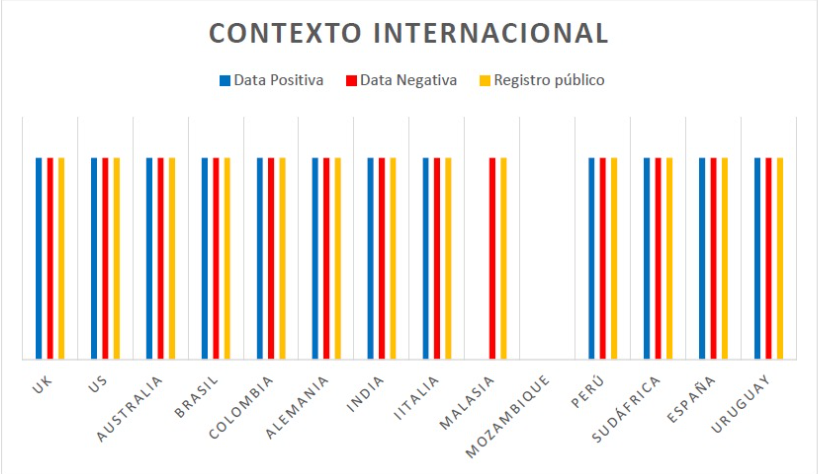 CONTEXTO INTERNACIONAL
Data Positiva Data Negativa Registro público
UK US AUSTRALIA BRASIL COLOMBIA ALEMANIA INDIA IITALIA MALASIA MOZAMBIQUE PERÚ SUDÁFRICA ESPAÑA URUGUAY